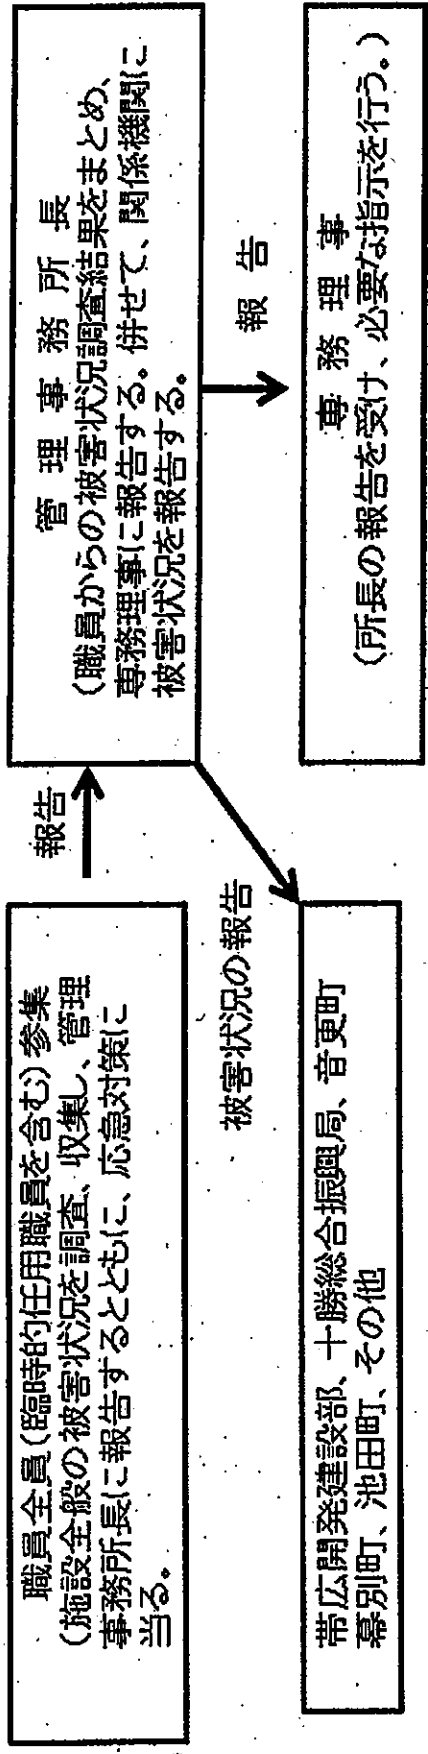 職員全員(臨時的任用職員を含む)参集
(施設全般の被害状況を調査、収集し、管理
事務所長に報告するとともに、応急対策に
当る。
報告
管理事務所長
(職員からの被害状況調査結果をまとめ、
専務理事に報告する。併せて、関係機関に
被害状況を報告する。
被害状況の報告
報告
帯広開発建設部、十勝総合振興局、音更町
幕別町、池田町、その他
専務理事
(所長の報告を受け、必要な指示を行う。)